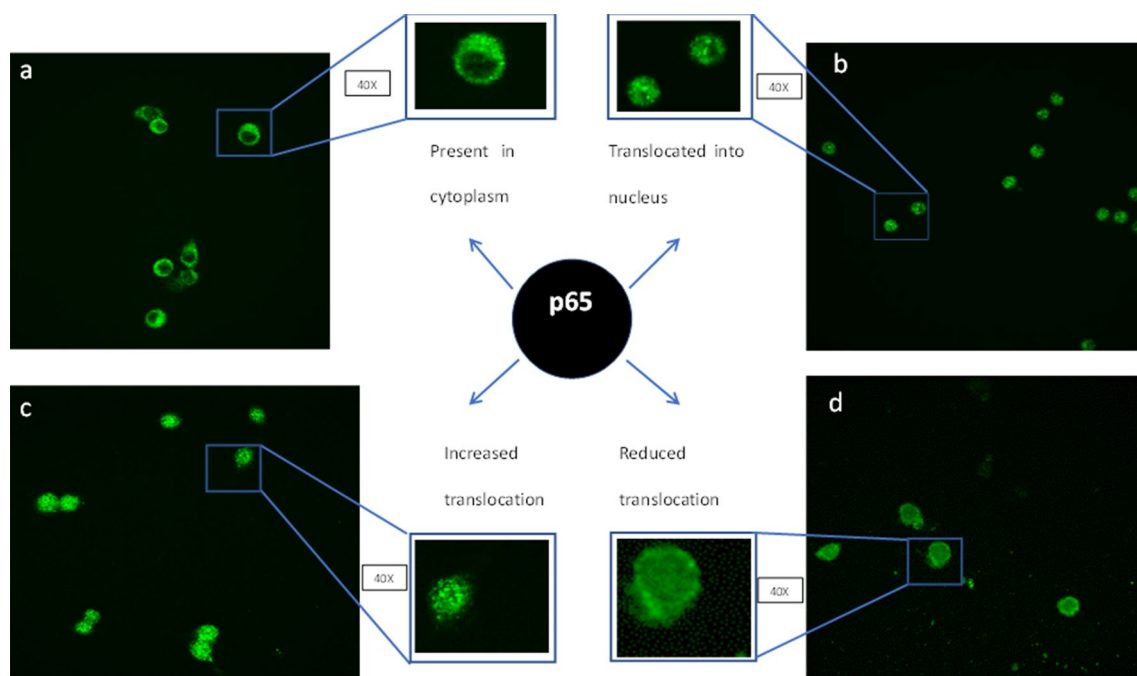 a
40X
40X
b
Present in
cytoplasm
Translocated into
nucleus
p65
c
d
Increased
translocation
Reduced
translocation
40X
40X